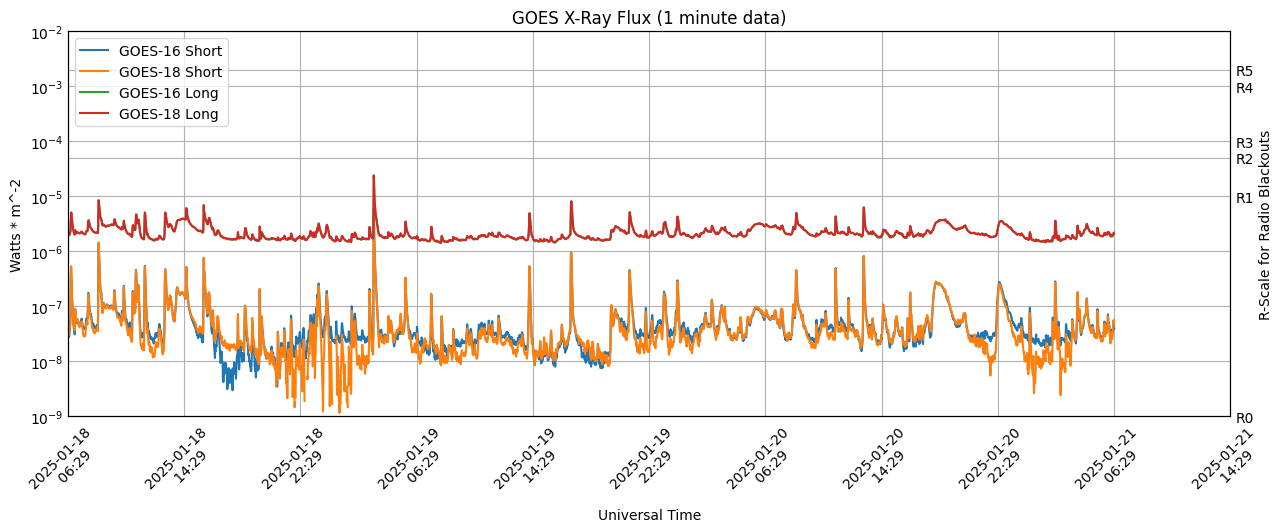 GOES X-Ray Flux (1 minute data)
GOES-16 Short
GOES-18 Short
GOES-16 Long
GOES-18 Long
10^-2
10^-3
10^-4
10^-5
10^-6
10^-7
10^-8
10^-9
Watts * m^-2
R5
R4
R3
R2
R1
R0
R-Scale for Radio Blackouts
2025-01-18
06:29
2025-01-18
14:29
2025-01-18
22:29
2025-01-19
06:29
2025-01-19
14:29
2025-01-19
22:29
2025-01-20
06:29
2025-01-20
14:29
2025-01-20
22:29
2025-01-21
06:29
2025-01-21
14:29
Universal Time